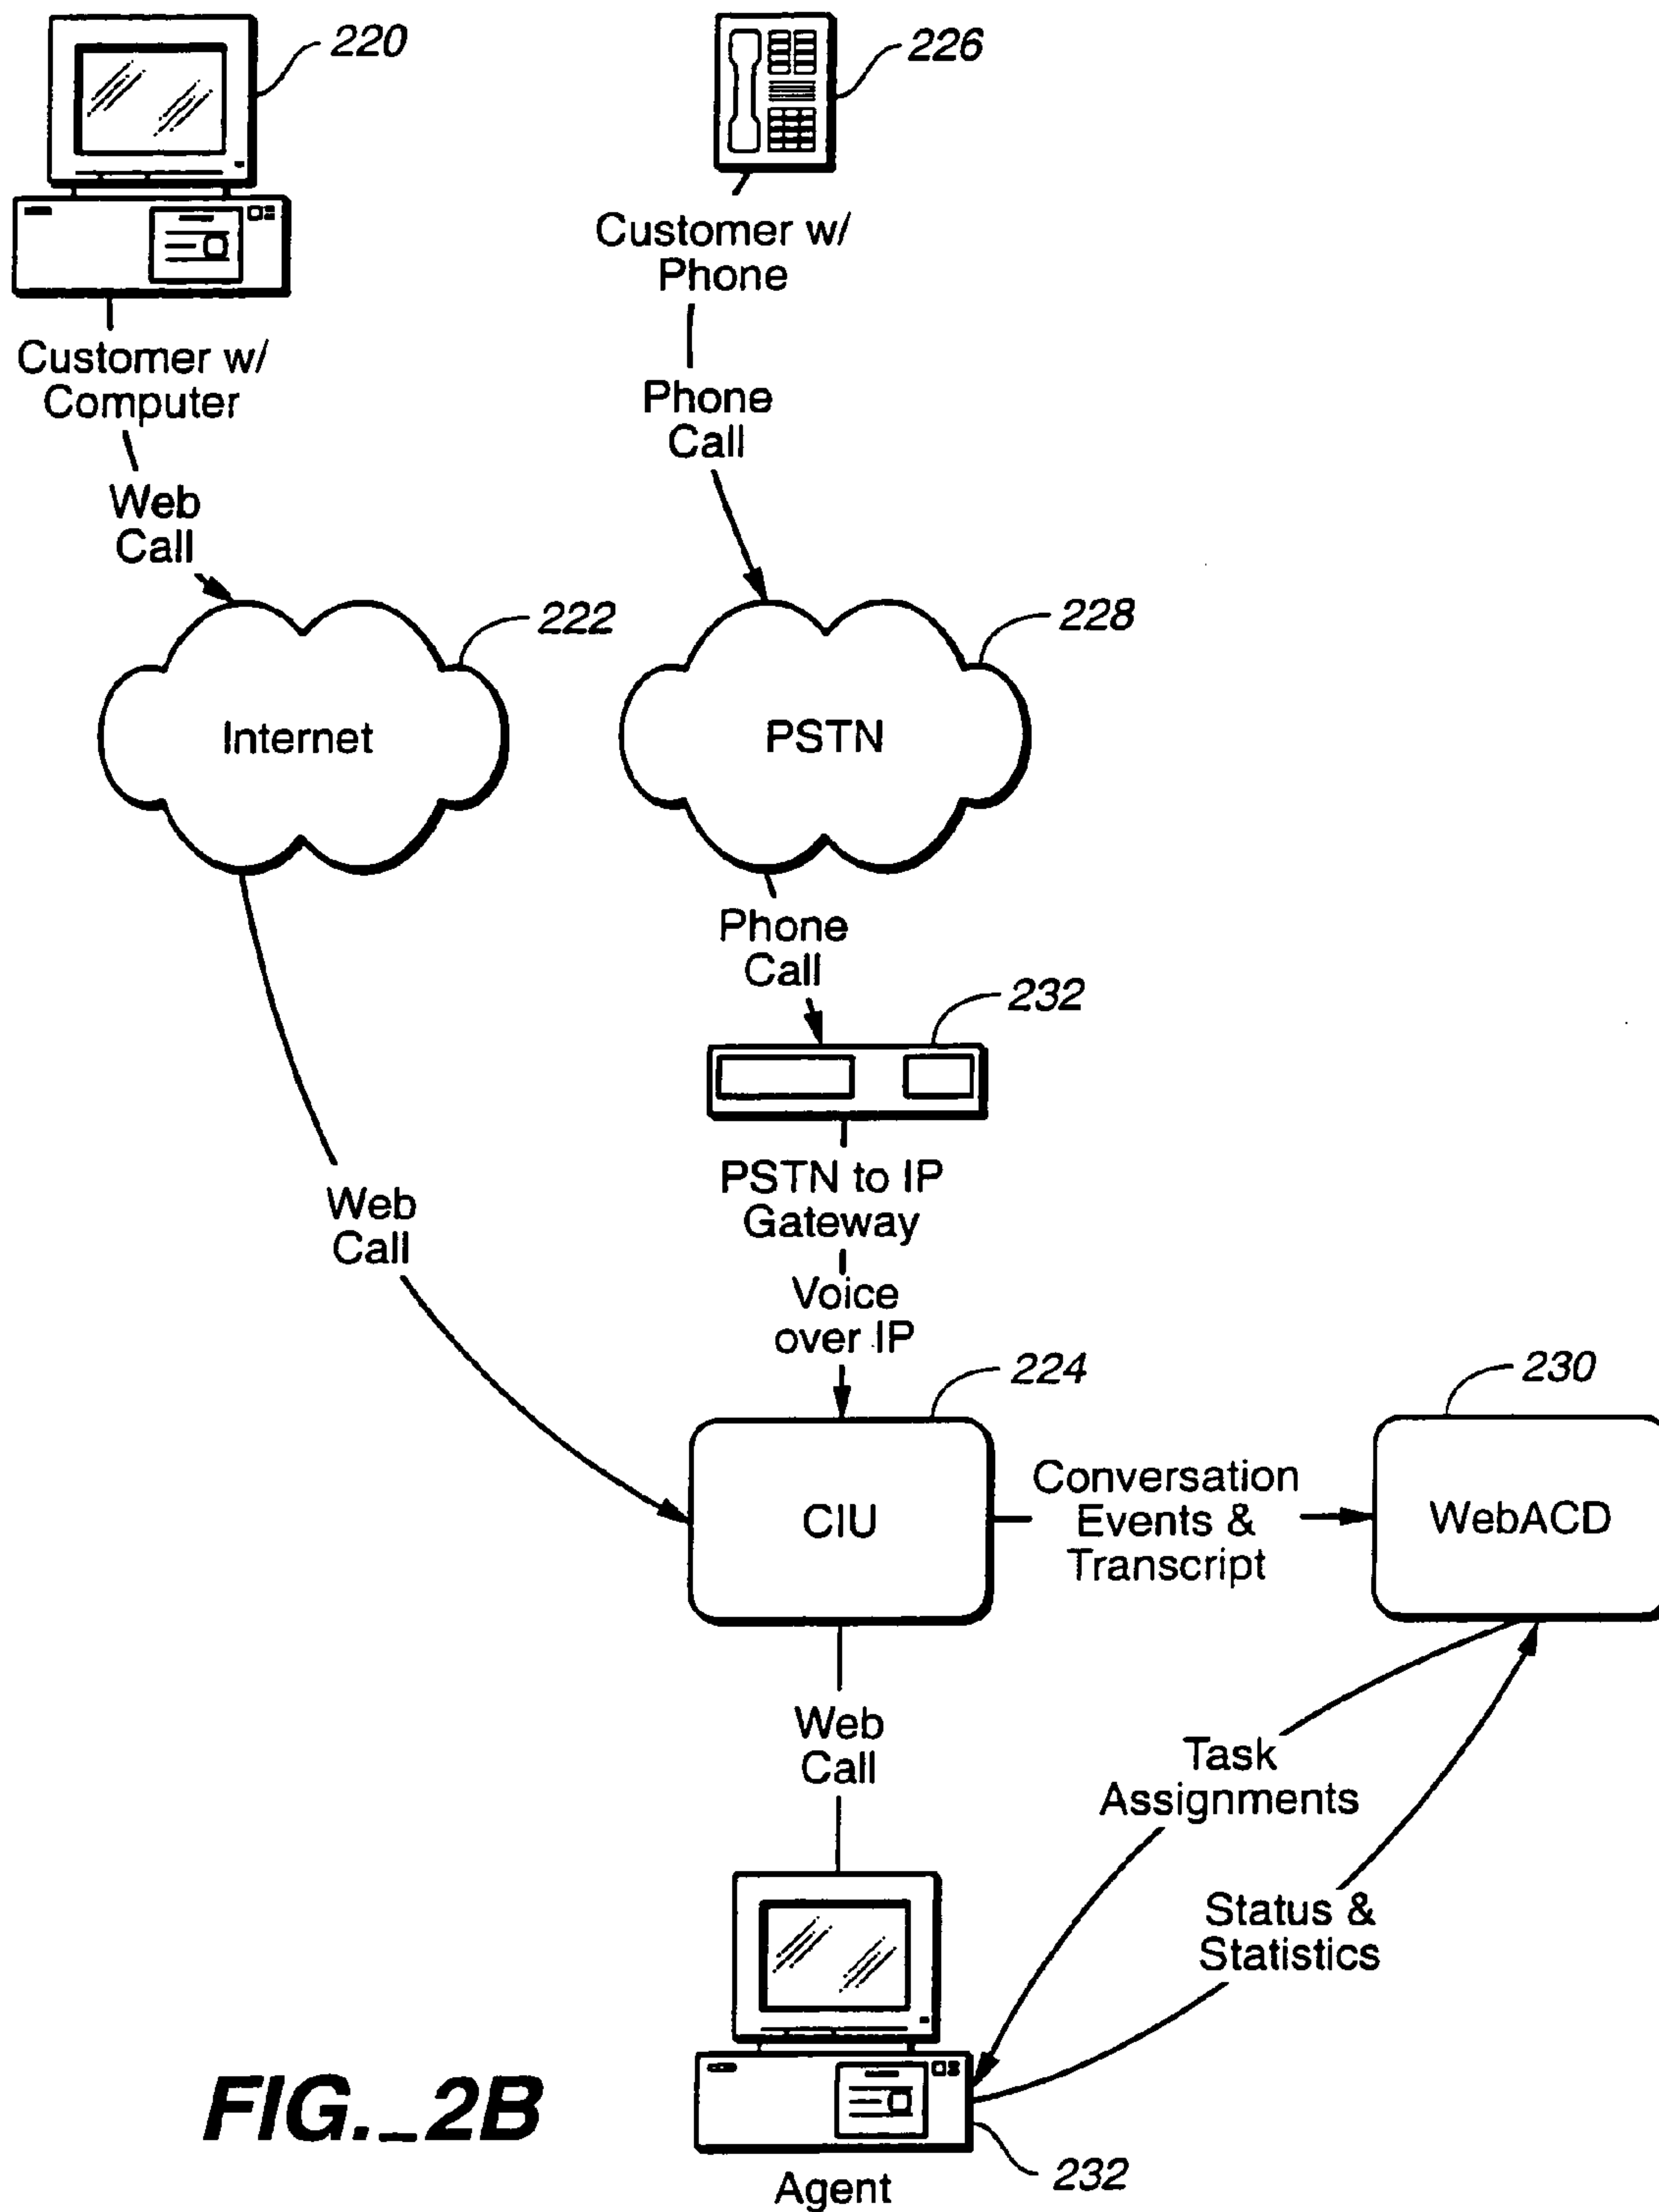 220
226
Customer w/
Phone
Customer w/
Computer
Phone
Call
Web
Call
222
228
Internet
PSTN
Phone
Call
232
PSTN to IP
Gateway
Web
Call
Voice
over IP
224
230
CIU
Conversation
Events &
Transcript
WebACD
Web
Call
Task
Assignments
Status &
Statistics
FIG._2B
232
Agent